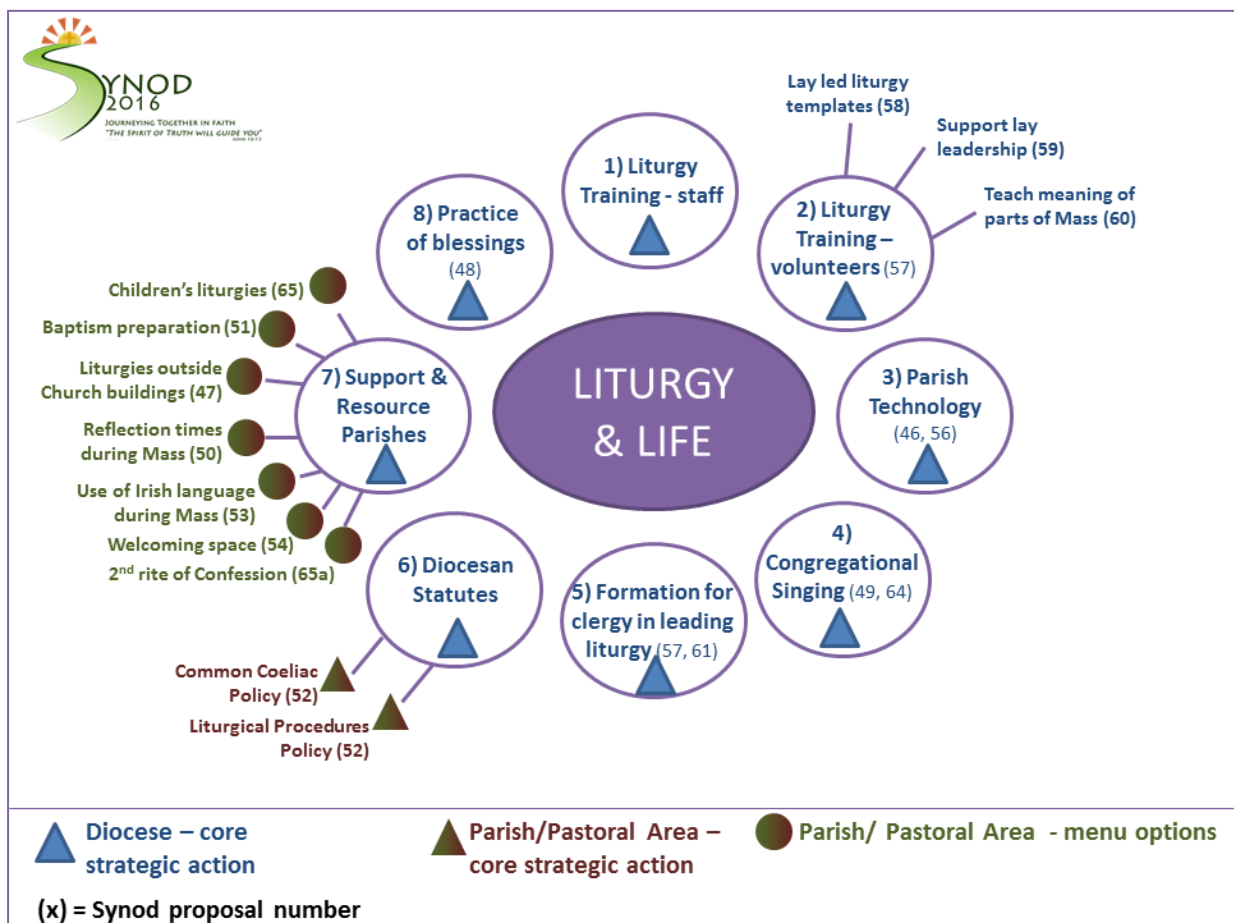 SYNOD
2016
JOURNEYING TOGETHER IN FAITH
"THE SPIRIT OF TRUTH WILL GUIDE YOU"
LITURGY
& LIFE
1) Liturgy
Training - staff
2) Liturgy
Training –
volunteers (57)
Lay led liturgy
templates (58)
Support lay
leadership (59)
Teach meaning of
parts of Mass (60)
3) Parish
Technology
(46, 56)
4)
Congregational
Singing (49, 64)
5) Formation for
clergy in leading
liturgy (57, 61)
6) Diocesan
Statutes
Common Coeliac
Policy (52)
Liturgical Procedures
Policy (52)
7) Support &
Resource
Parishes
Children's liturgies (65)
Baptism preparation (51)
Liturgies outside
Church buildings (47)
Reflection times
during Mass (50)
Use of Irish language
during Mass (53)
Welcoming space (54)
2nd rite of Confession (65a)
8) Practice
of blessings
(48)
Diocese – core
strategic action
Parish/Pastoral Area –
core strategic action
Parish/ Pastoral Area - menu options
(x) = Synod proposal number